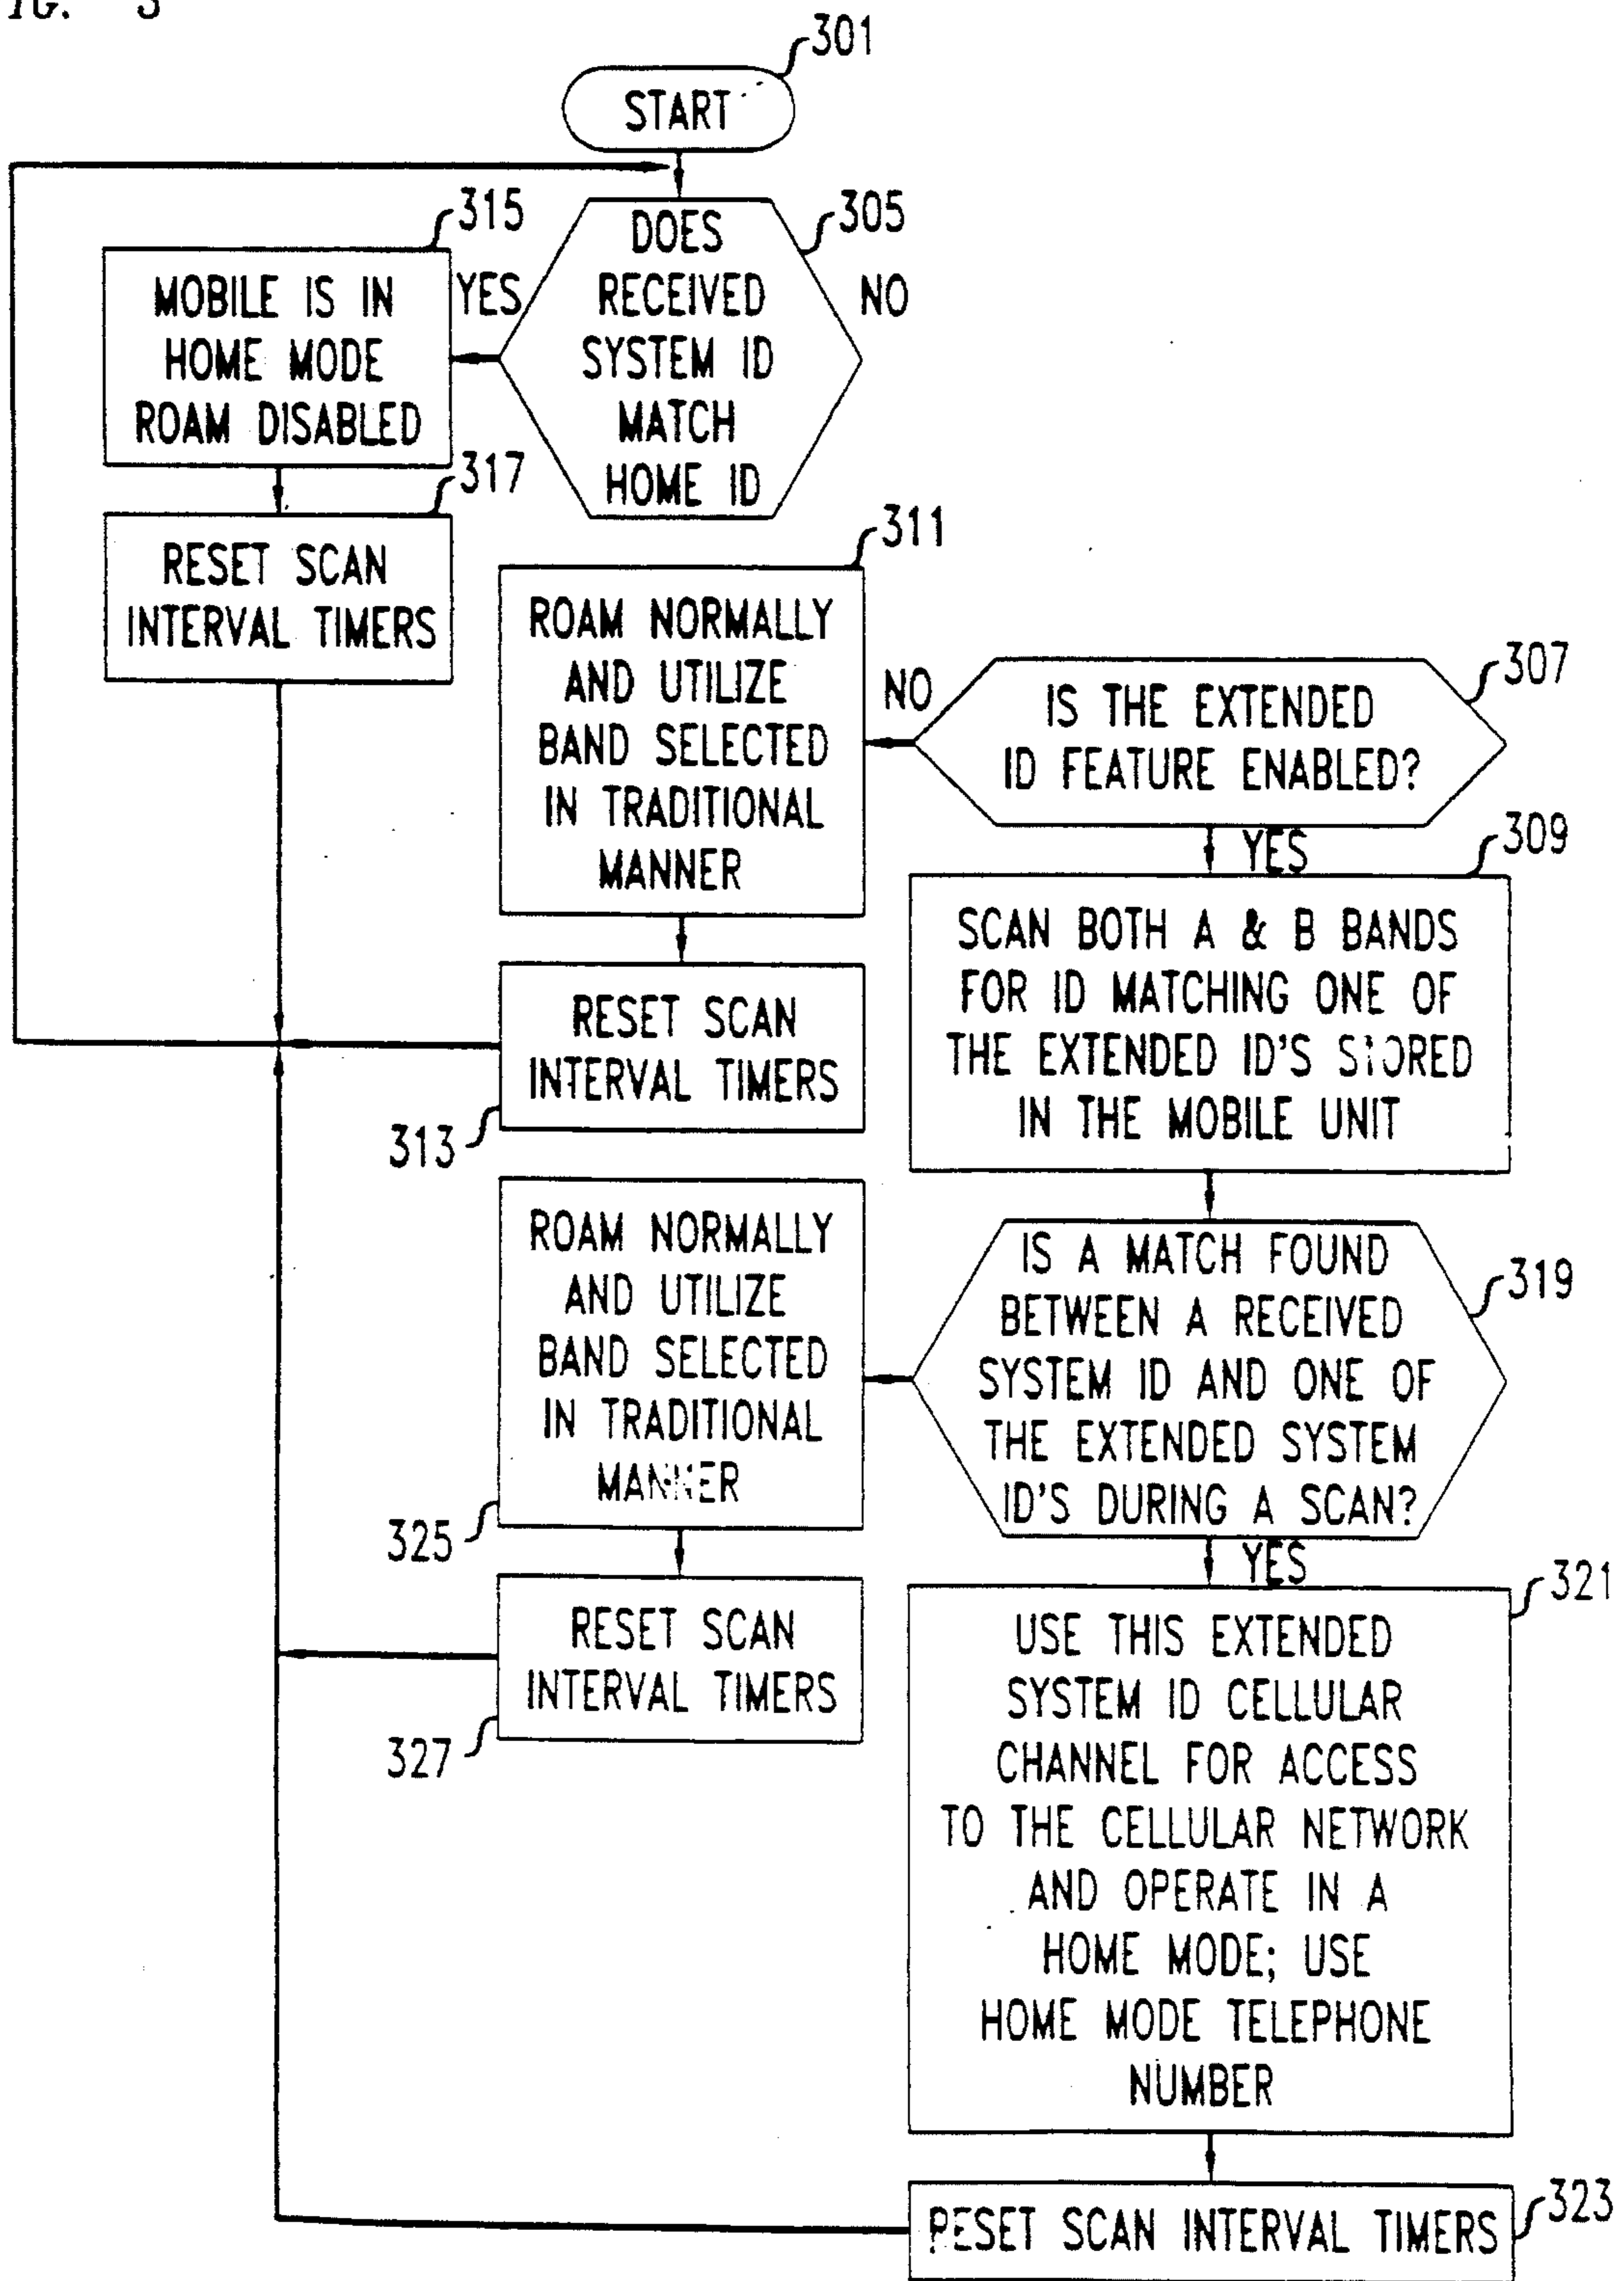 IG. 3
301
START
305
DOES
RECEIVED
SYSTEM ID
MATCH
HOME ID
YES
NO
315
MOBILE IS IN
HOME MODE
ROAM DISABLED
317
RESET SCAN
INTERVAL TIMERS
311
ROAM NORMALLY
AND UTILIZE
BAND SELECTED
IN TRADITIONAL
MANNER
NO
307
IS THE EXTENDED
ID FEATURE ENABLED?
YES
309
SCAN BOTH A & B BANDS
FOR ID MATCHING ONE OF
THE EXTENDED ID'S STORED
IN THE MOBILE UNIT
RESET SCAN
INTERVAL TIMERS
313
ROAM NORMALLY
AND UTILIZE
BAND SELECTED
IN TRADITIONAL
MANNER
325
IS A MATCH FOUND
BETWEEN A RECEIVED
SYSTEM ID AND ONE OF
THE EXTENDED SYSTEM
ID'S DURING A SCAN?
319
YES
RESET SCAN
INTERVAL TIMERS
327
321
USE THIS EXTENDED
SYSTEM ID CELLULAR
CHANNEL FOR ACCESS
TO THE CELLULAR NETWORK
AND OPERATE IN A
HOME MODE; USE
HOME MODE TELEPHONE
NUMBER
RESET SCAN INTERVAL TIMERS
323